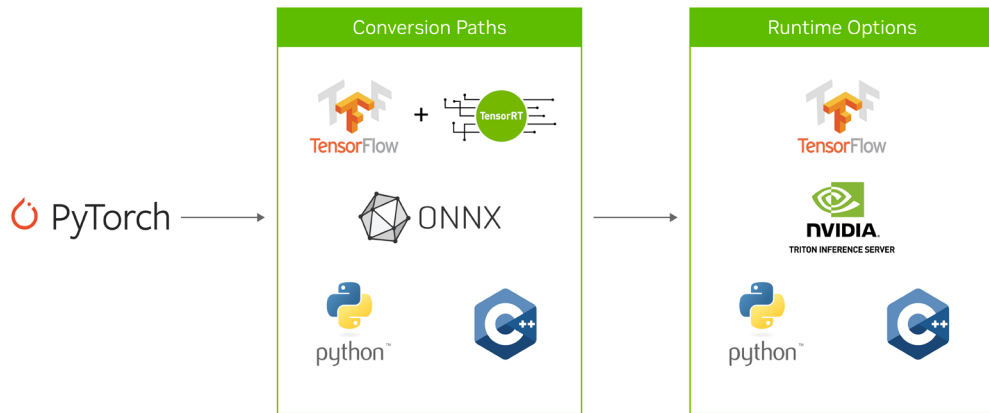 Conversion Paths
Runtime Options
TensorFlow
+
TensorRT
TensorFlow
PyTorch
ONNX
NVIDIA.
TRITON INFERENCE SERVER
python™
C++
python™
C++